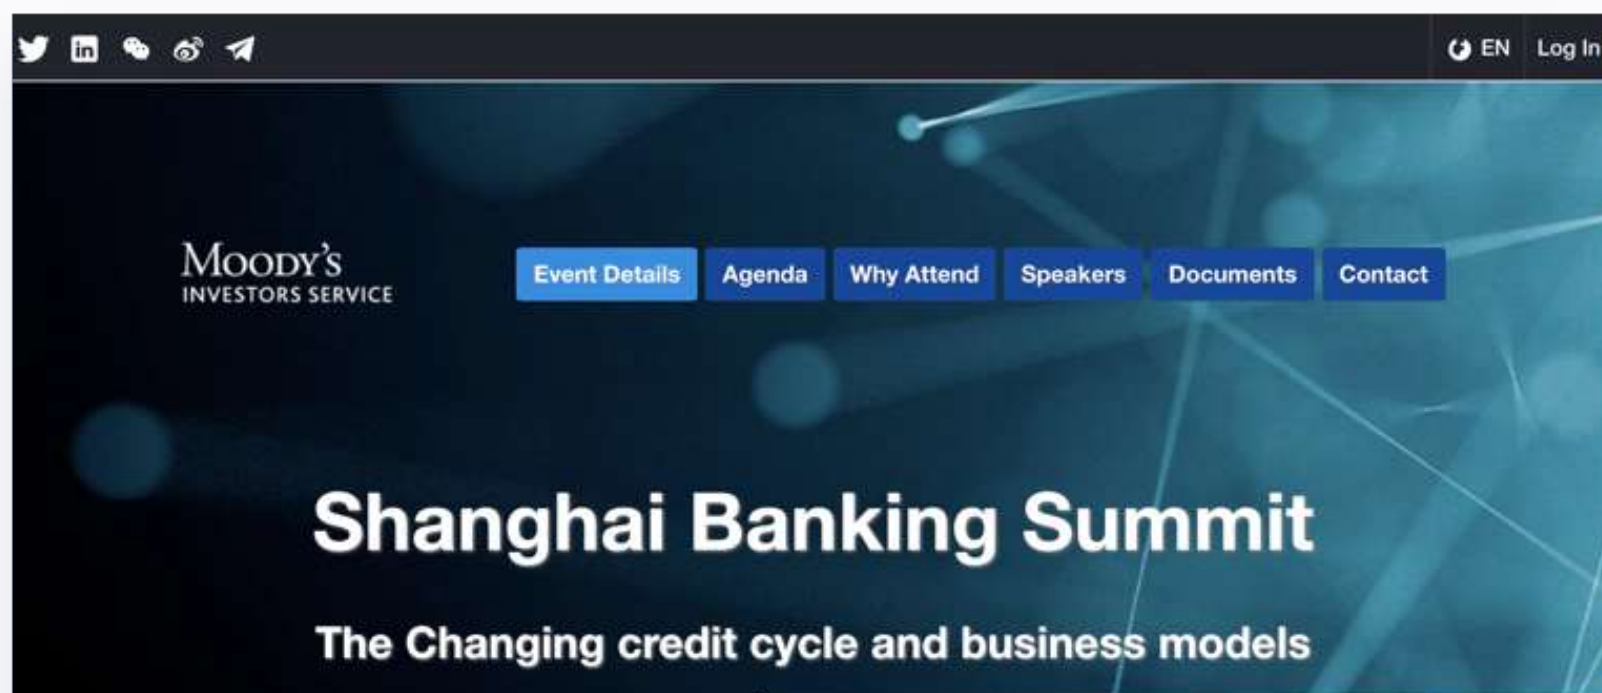 EN Log In
Moody's
INVESTORS SERVICE
Event Details Agenda Why Attend Speakers Documents Contact
Shanghai Banking Summit
The Changing credit cycle and business models